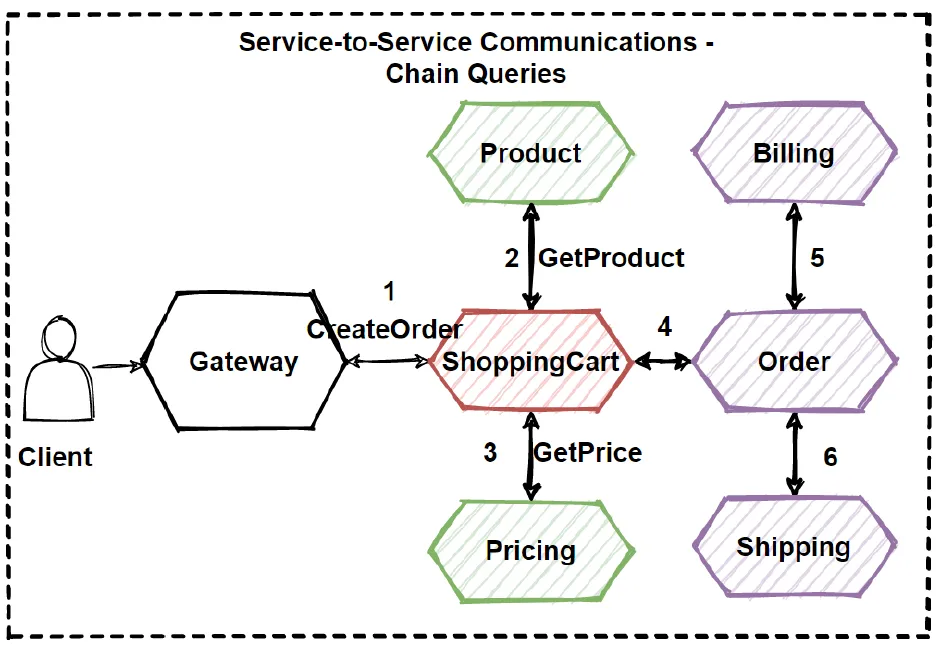 Service-to-Service Communications -
Chain Queries
Product
Billing
2 GetProduct
5
1
CreateOrder
4
Gateway
ShoppingCart
Order
Client
3 GetPrice
6
Pricing
Shipping